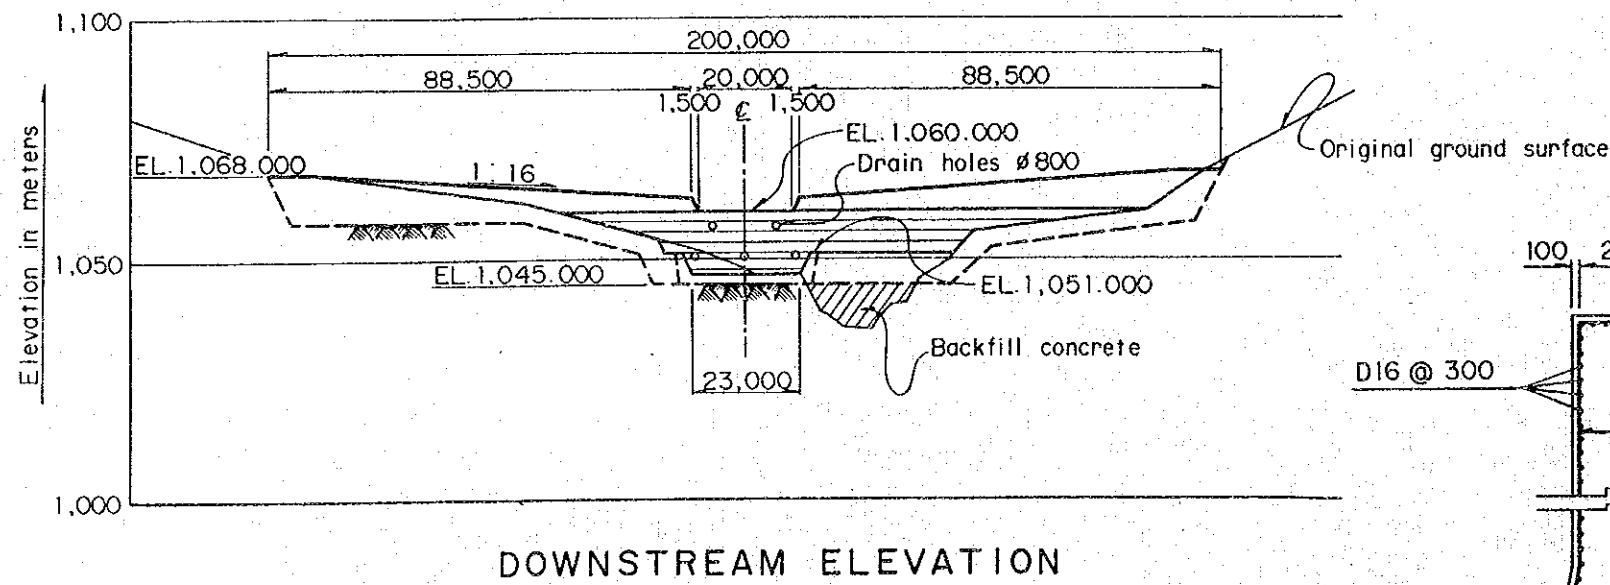 1,100
200,000
88,500
20,000
88,500
1,500
1,500
℄
EL.1.060.000
Drain holes Ø800
Original ground surface
EL.1.068.000
1 : 16
Elevation in meters
1,050
EL.1.045.000
EL.1,051.000
Backfill concrete
23,000
100
2
D16 @ 300
1,000
DOWNSTREAM ELEVATION